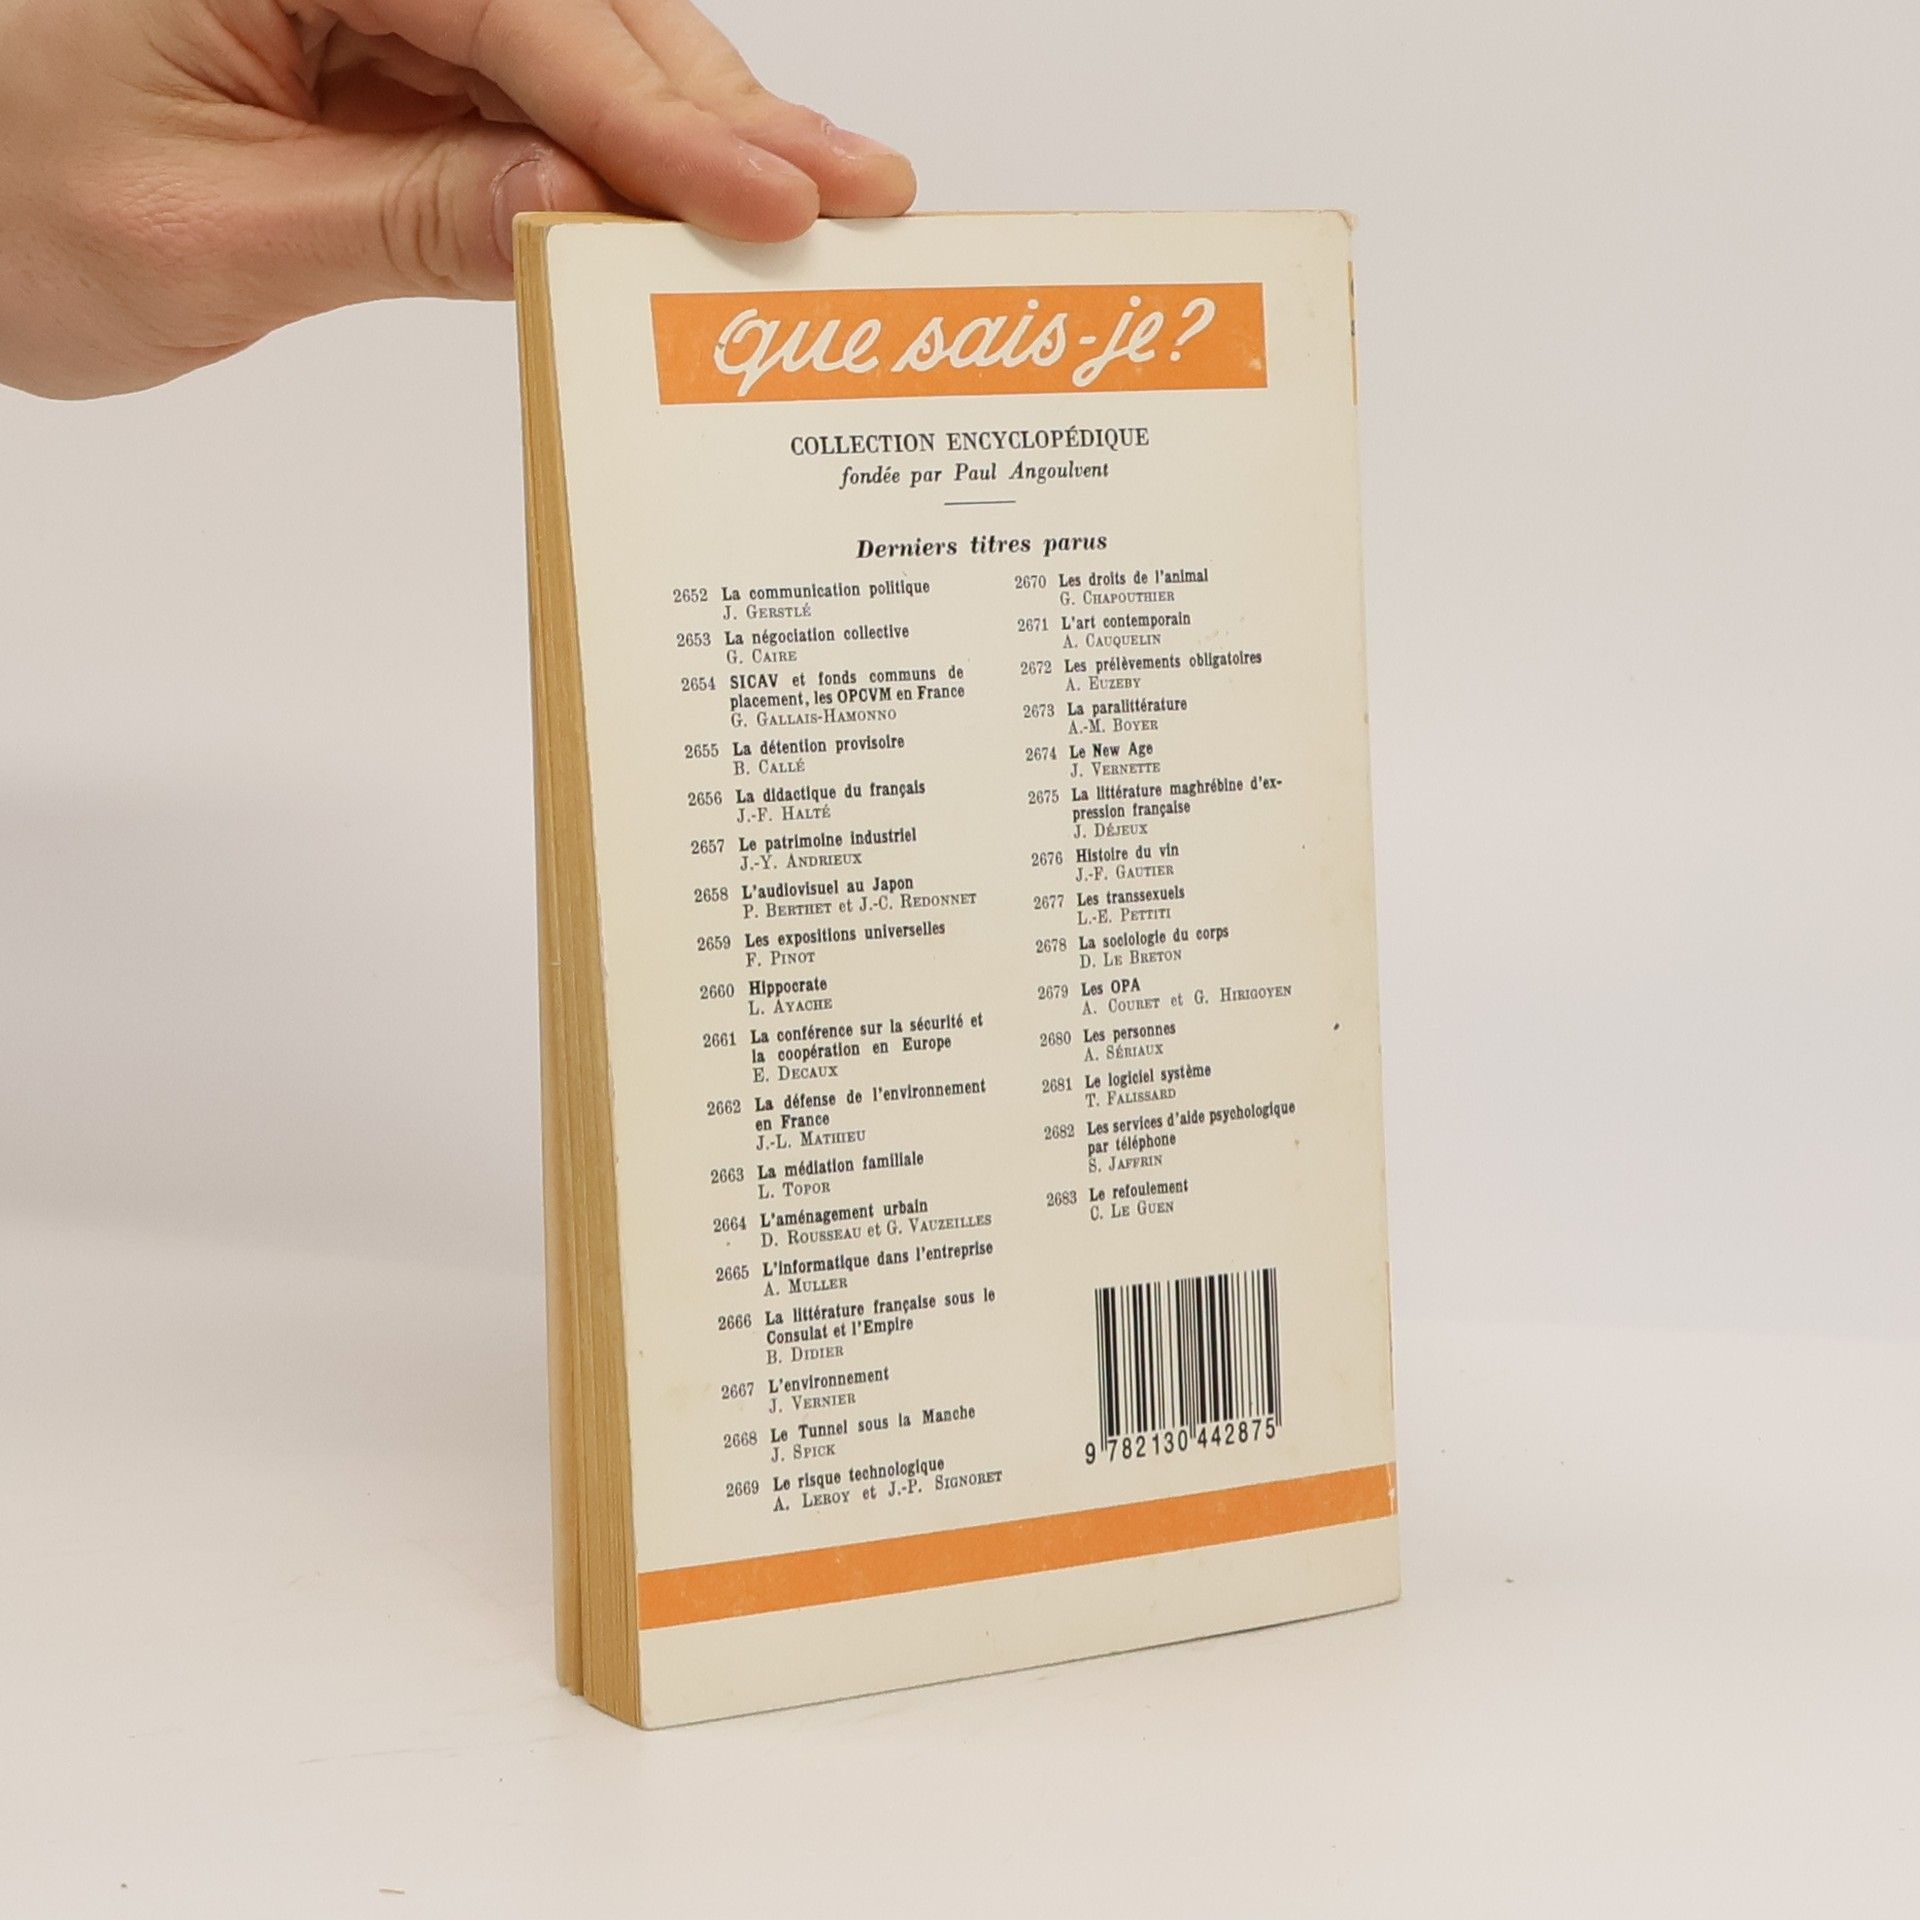 que sais-je?
COLLECTION ENCYCLOPÉDIQUE
fondée par Paul Angoulvent
Derniers titres parus
2652 La communication politique
J. GERSTLÉ
2653 La négociation collective
G. CAIRE
2654 SICAV et fonds communs de
placement, les OPCVM en France
G. GALLAIS-HAMONNO
2655 La détention provisoire
B. CALLÉ
2656 La didactique du français
J.-F. HALTÉ
2657 Le patrimoine industriel
J.-Y. ANDRIEUX
2658 L'audiovisuel au Japon
P. BERTHET et J.-C. REDONNET
2659 Les expositions universelles
F. PINOT
2660 Hippocrate
L. AYACHE
2661 La conférence sur la sécurité et
la coopération en Europe
E. DECAUX
2662 La défense de l'environnement
en France
J.-L. MATHIEU
2663 La médiation familiale
L. TOPOR
2664 L'aménagement urbain
D. ROUSSEAU et G. VAUZEILLES
2665 L'informatique dans l'entreprise
A. MULLER
2666 La littérature française sous le
Consulat et l'Empire
B. DIDIER
2667 L'environnement
J. VERNIER
2668 Le Tunnel sous la Manche
J. SPICK
2669 Le risque technologique
A. LEROY et J.-P. SIGNORET
2670 Les droits de l'animal
G. CHAPOUTHIER
2671 L'art contemporain
A. CAUQUELIN
2672 Les prélèvements obligatoires
A. EUZEBY
2673 La paralittérature
A.-M. BOYER
2674 Le New Age
J. VERNETTE
2675 La littérature maghrébine d'ex-
pression française
J. DÉJEUX
2676 Histoire du vin
J.-F. GAUTIER
2677 Les transsexuels
L.-E. PETTITI
2678 La sociologie du corps
D. LE BRETON
2679 Les OPA
A. COURET et G. HIRIGOYEN
2680 Les personnes
A. SÉRIAUX
2681 Le logiciel système
T. FALISSARD
2682 Les services d'aide psychologique
par téléphone
S. JAFFRIN
2683 Le refoulement
C. LE GUEN
9 782130 442875